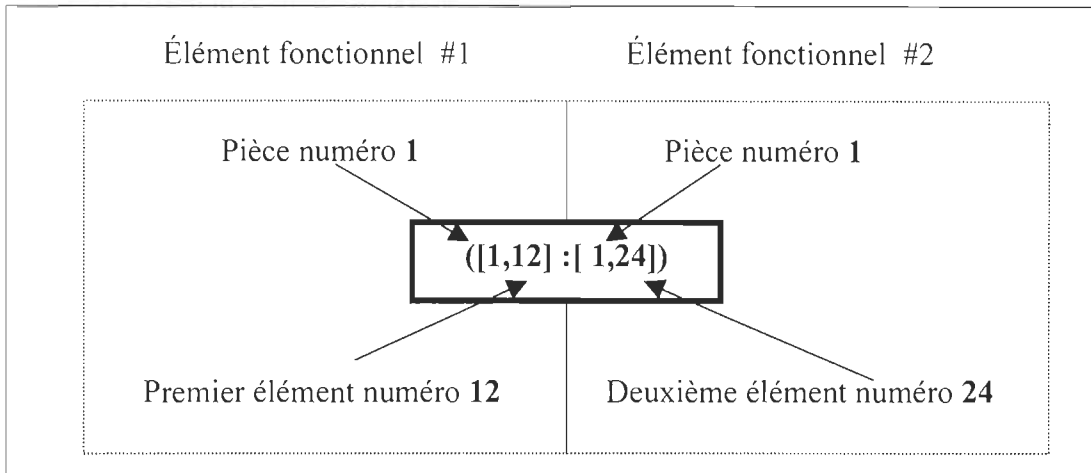 Élément fonctionnel #1 Élément fonctionnel #2
Pièce numéro 1 Pièce numéro 1
([1,12] :[ 1,24])
Premier élément numéro 12 Deuxième élément numéro 24